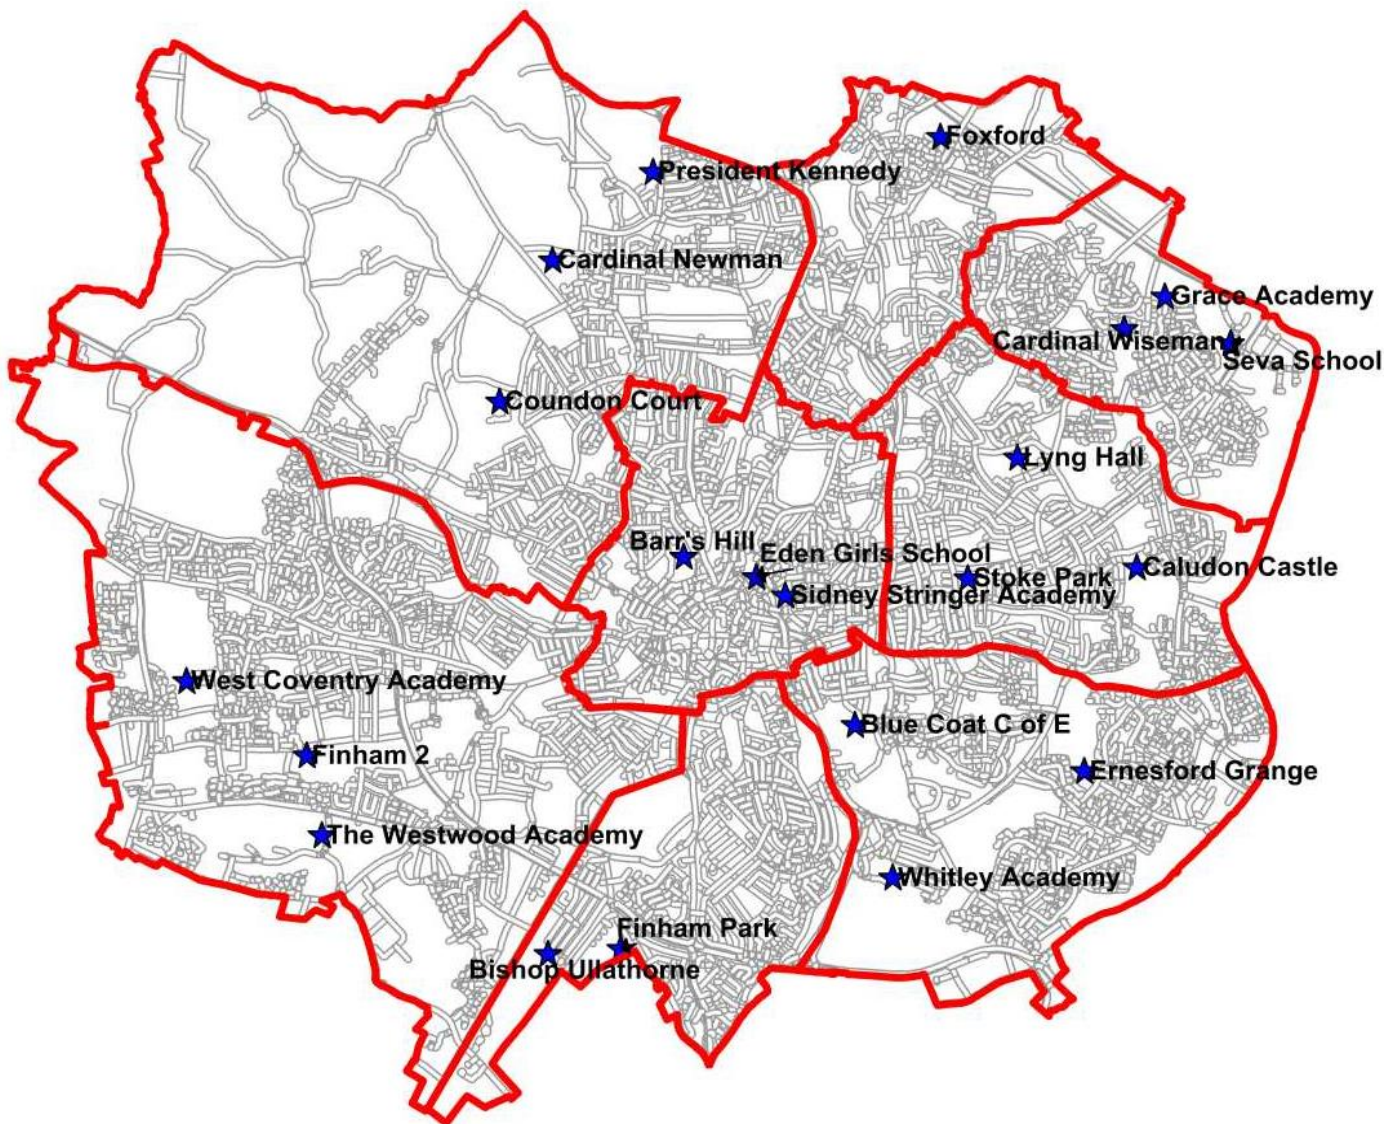 Foxford
President Kennedy
Cardinal Newman
Grace Academy
Cardinal Wiseman
Seva School
Coundon Court
Lyng Hall
Barr's Hill
Eden Girls School
Caludon Castle
Stoke Park
Sidney Stringer Academy
West Coventry Academy
Blue Coat C of E
Finham 2
Ernesford Grange
The Westwood Academy
Whitley Academy
Finham Park
Bishop Ullathorne